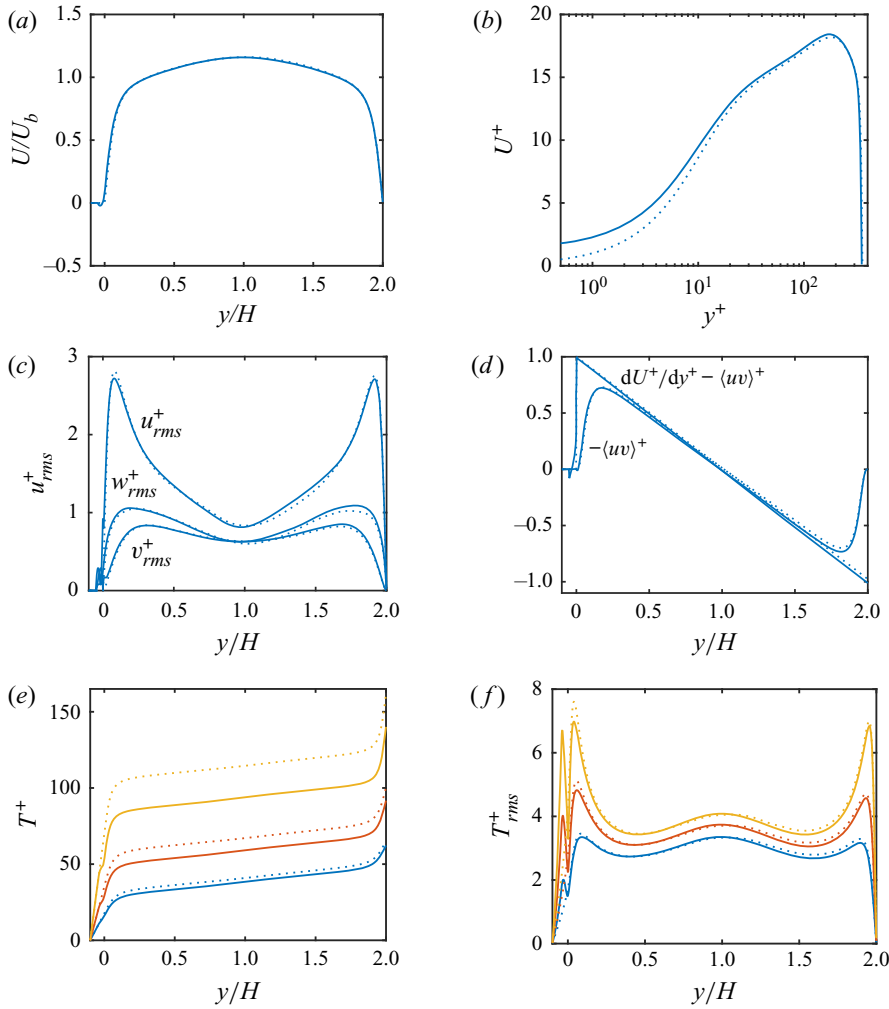 (a)
1.5
1.0
0.5
0
−0.5
U/U_b
0 0.5 1.0 1.5 2.0
y/H
(b)
20
15
10
5
0
U^+
10^0 10^1 10^2
y^+
(c)
3
2
1
0
u^+_rms
u^+_rms
w^+_rms
v^+_rms
0 0.5 1.0 1.5 2.0
y/H
(d)
1.0
0.5
0
−0.5
−1.0
dU^+/dy^+ − ⟨uv⟩^+
−⟨uv⟩^+
0 0.5 1.0 1.5 2.0
y/H
(e)
150
100
50
0
T^+
0 0.5 1.0 1.5 2.0
y/H
(f)
8
6
4
2
0
T^+_rms
0 0.5 1.0 1.5 2.0
y/H